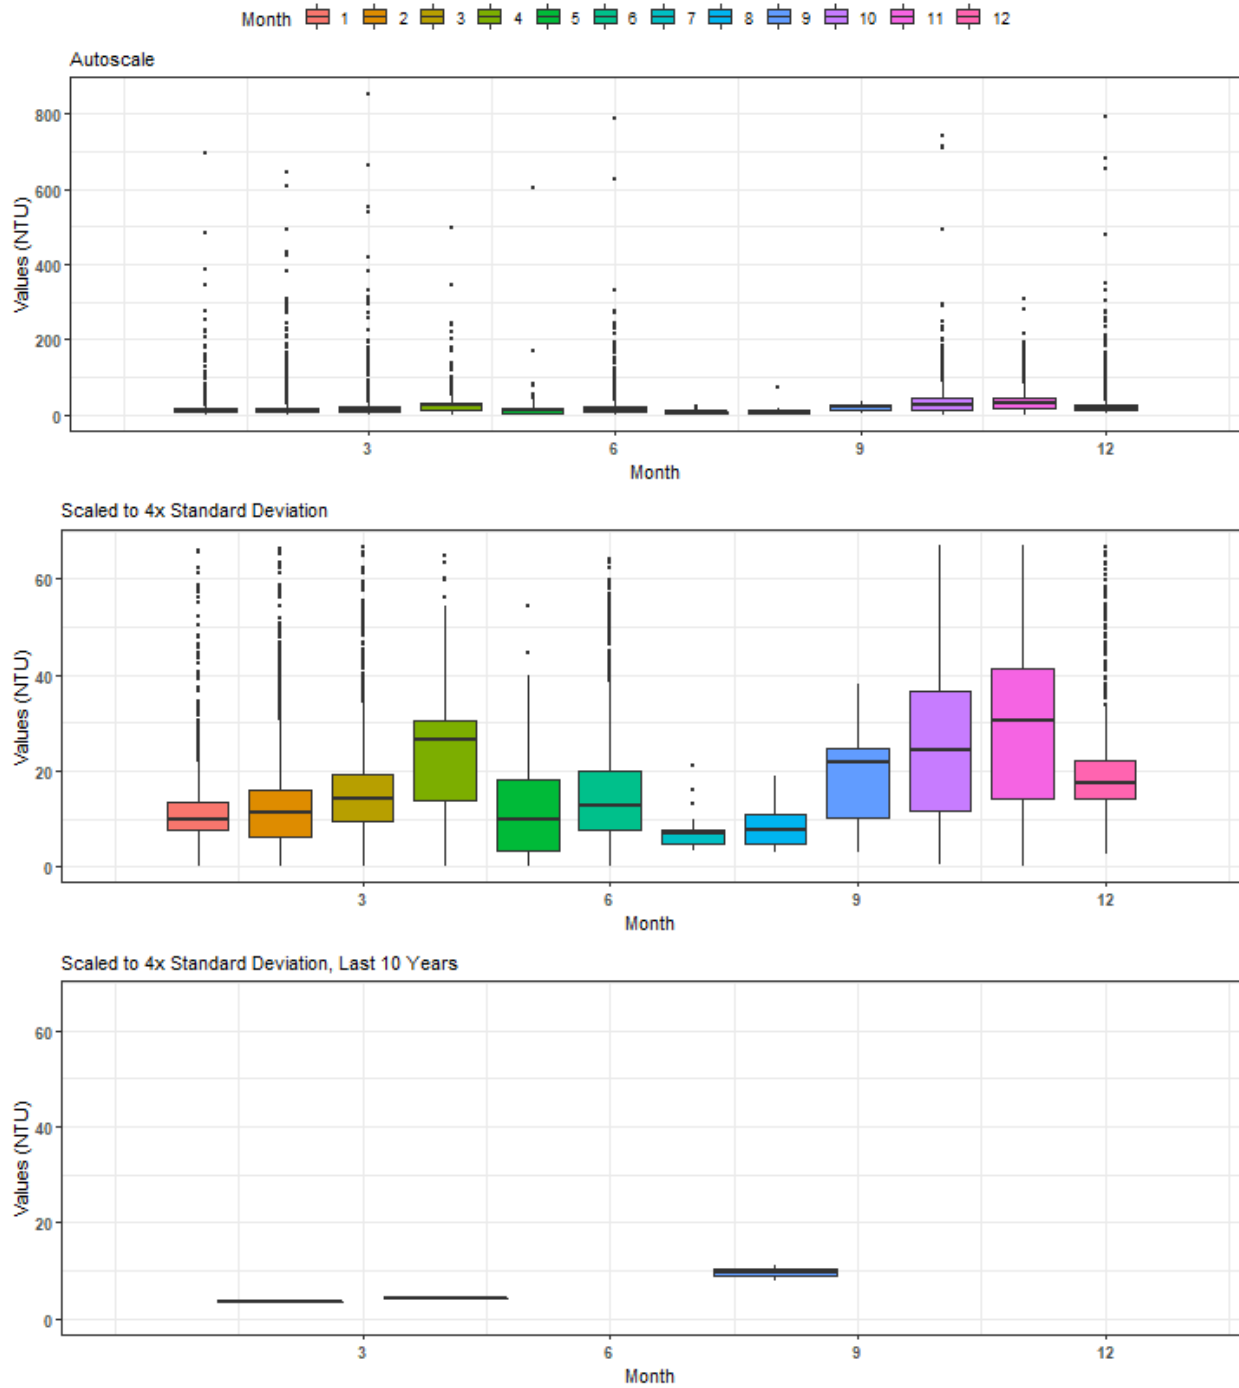 Month 1 2 3 4 5 6 7 8 9 10 11 12
Autoscale
Values (NTU)
800
600
400
200
0
3 6 9 12
Month
Scaled to 4x Standard Deviation
Values (NTU)
60
40
20
0
3 6 9 12
Month
Scaled to 4x Standard Deviation, Last 10 Years
Values (NTU)
60
40
20
0
3 6 9 12
Month